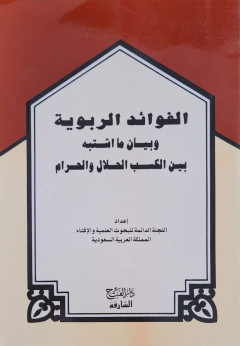 الفوائد الربوية
وبيان ما اشتبه
بين الكسب الحلال والحرام
إعداد
اللجنة الدائمة للبحوث العلمية والإفتاء
المملكة العربية السعودية
دار الفتح
الشارقة